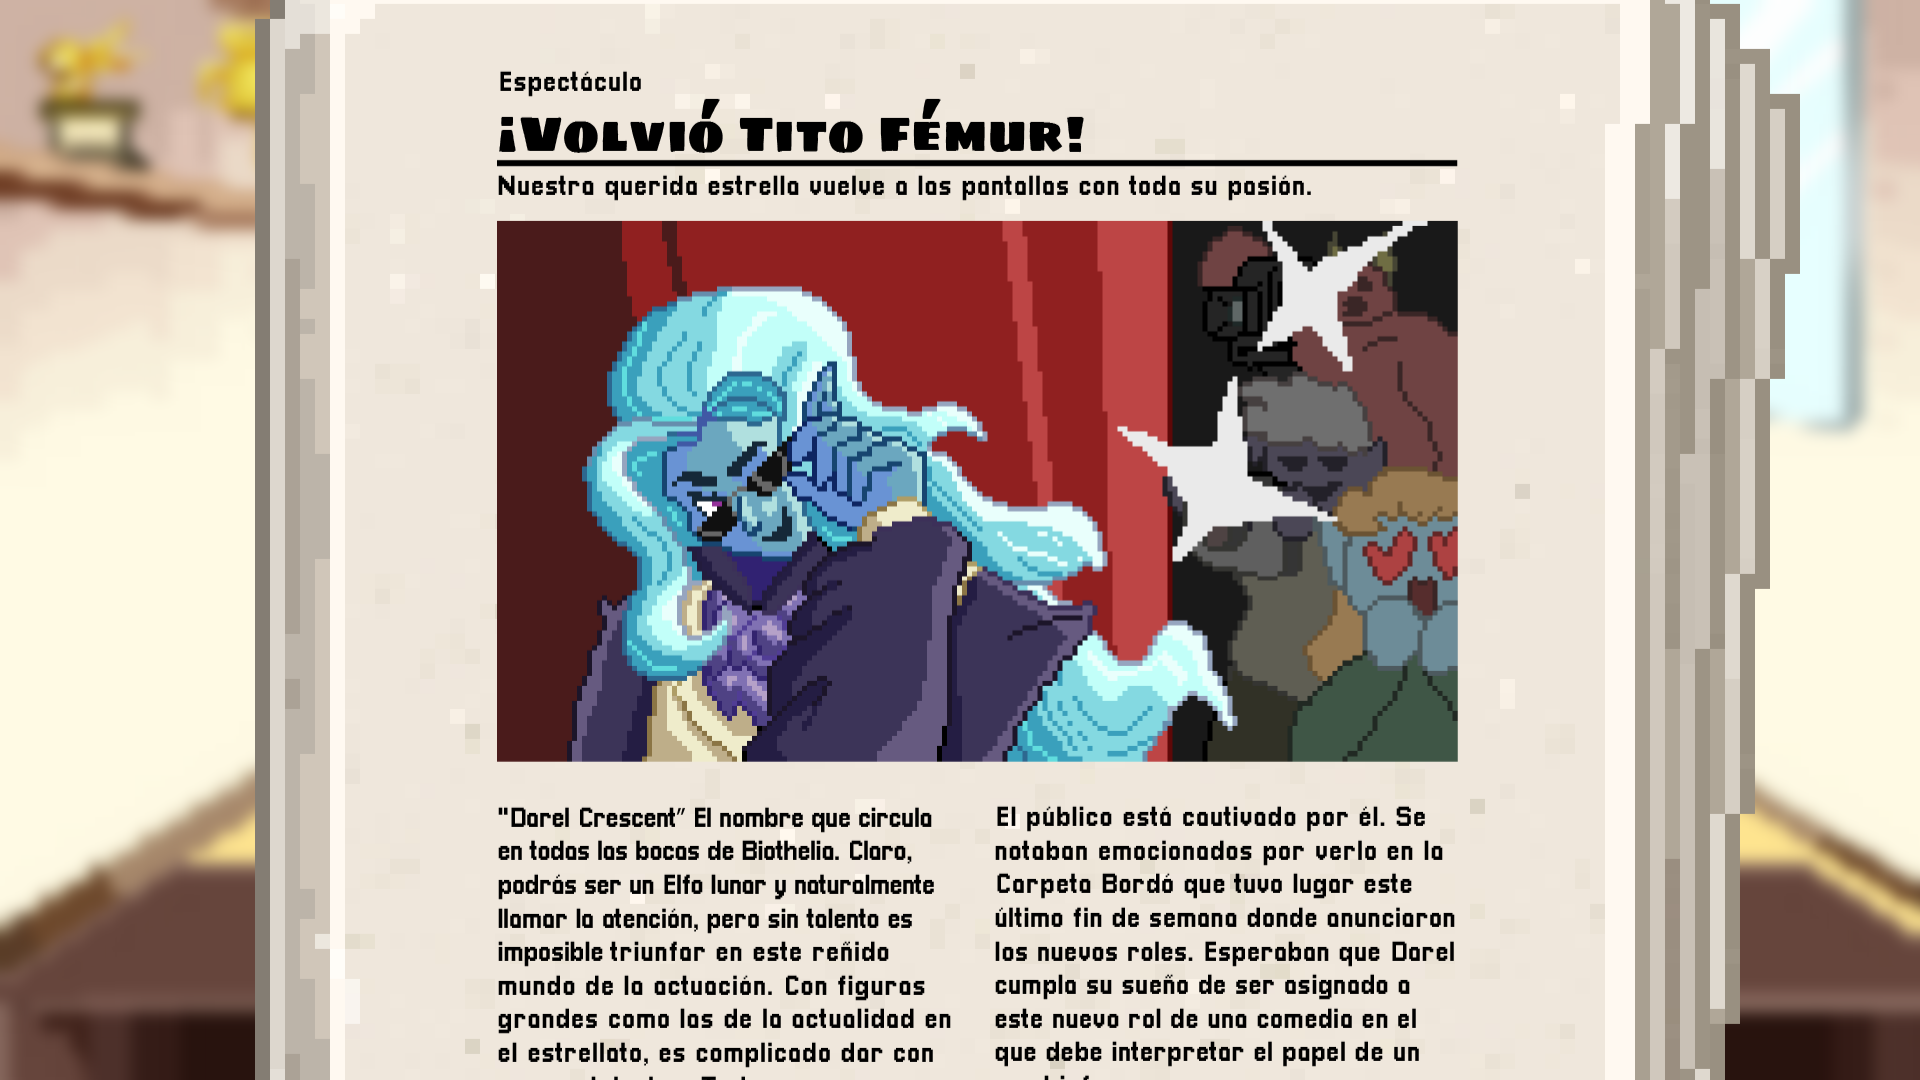 Espectáculo
¡Volvió Tito Fémur!
Nuestra querida estrella vuelve a las pantallas con toda su pasión.
"Darel Crescent" El nombre que circula
en todas las bocas de Biothelia. Claro,
podrás ser un Elfo lunar y naturalmente
llamar la atención, pero sin talento es
imposible triunfar en este reñido
mundo de la actuación. Con figuras
grandes como las de la actualidad en
el estrellato, es complicado dar con
El público está cautivado por él. Se
notaban emocionados por verlo en la
Carpeta Bordó que tuvo lugar este
último fin de semana donde anunciaron
los nuevos roles. Esperaban que Darel
cumpla su sueño de ser asignado a
este nuevo rol de una comedia en el
que debe interpretar el papel de un